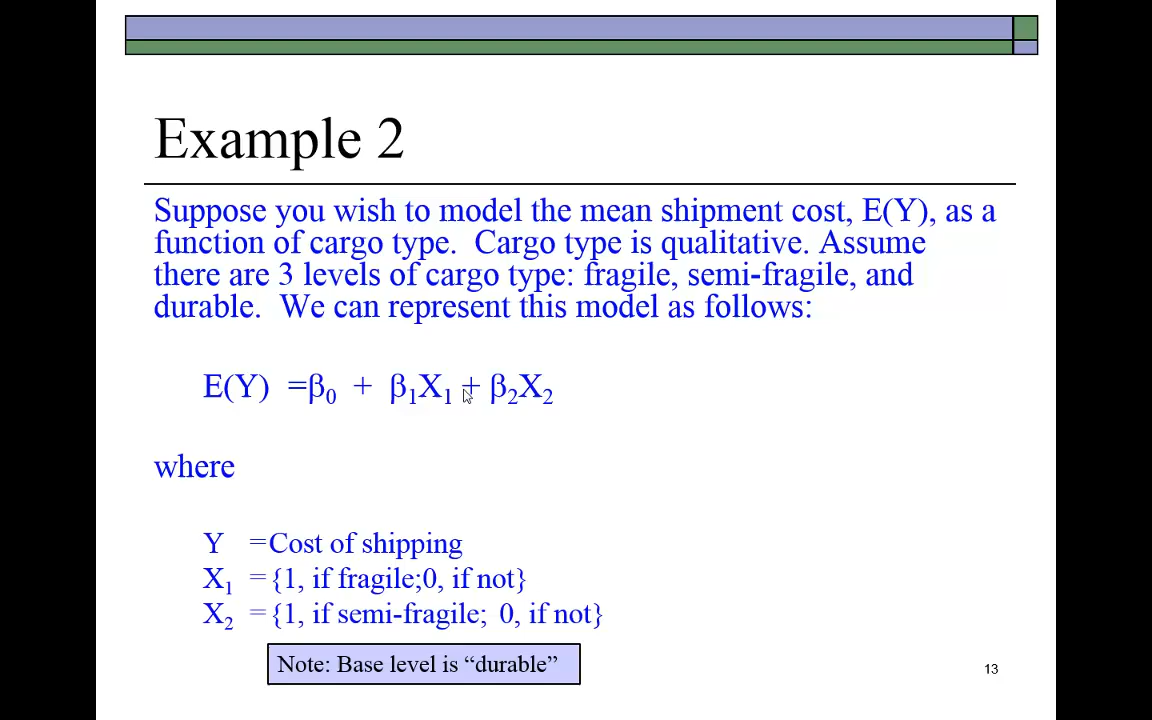 Example 2
Suppose you wish to model the mean shipment cost, E(Y), as a
function of cargo type.  Cargo type is qualitative. Assume
there are 3 levels of cargo type: fragile, semi-fragile, and
durable.  We can represent this model as follows:
E(Y) =β₀ + β₁X₁ + β₂X₂
where
Y =Cost of shipping
X₁ ={1, if fragile;0, if not}
X₂ ={1, if semi-fragile; 0, if not}
Note: Base level is “durable”
13